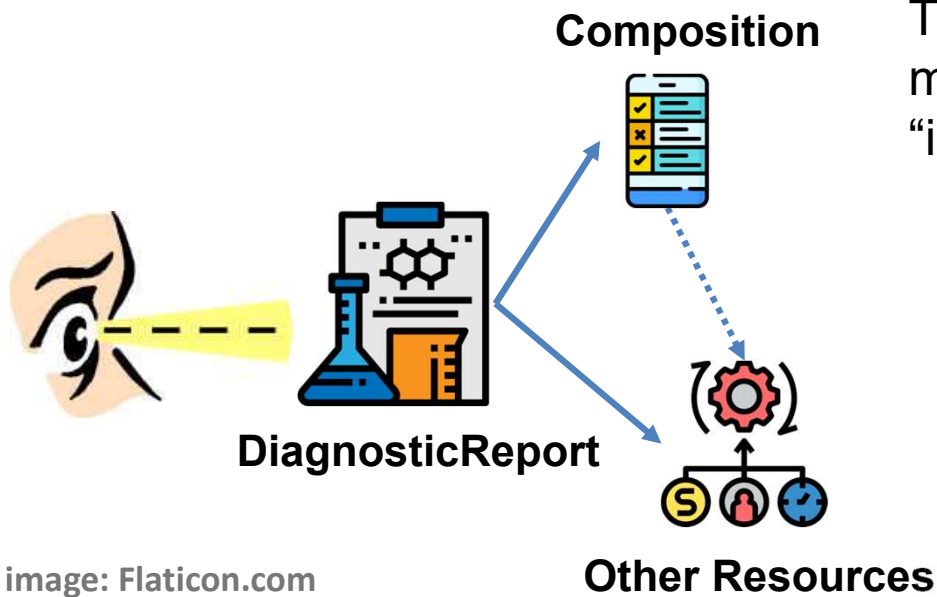 Composition
T
m
“i
DiagnosticReport
S
Other Resources
image: Flaticon.com